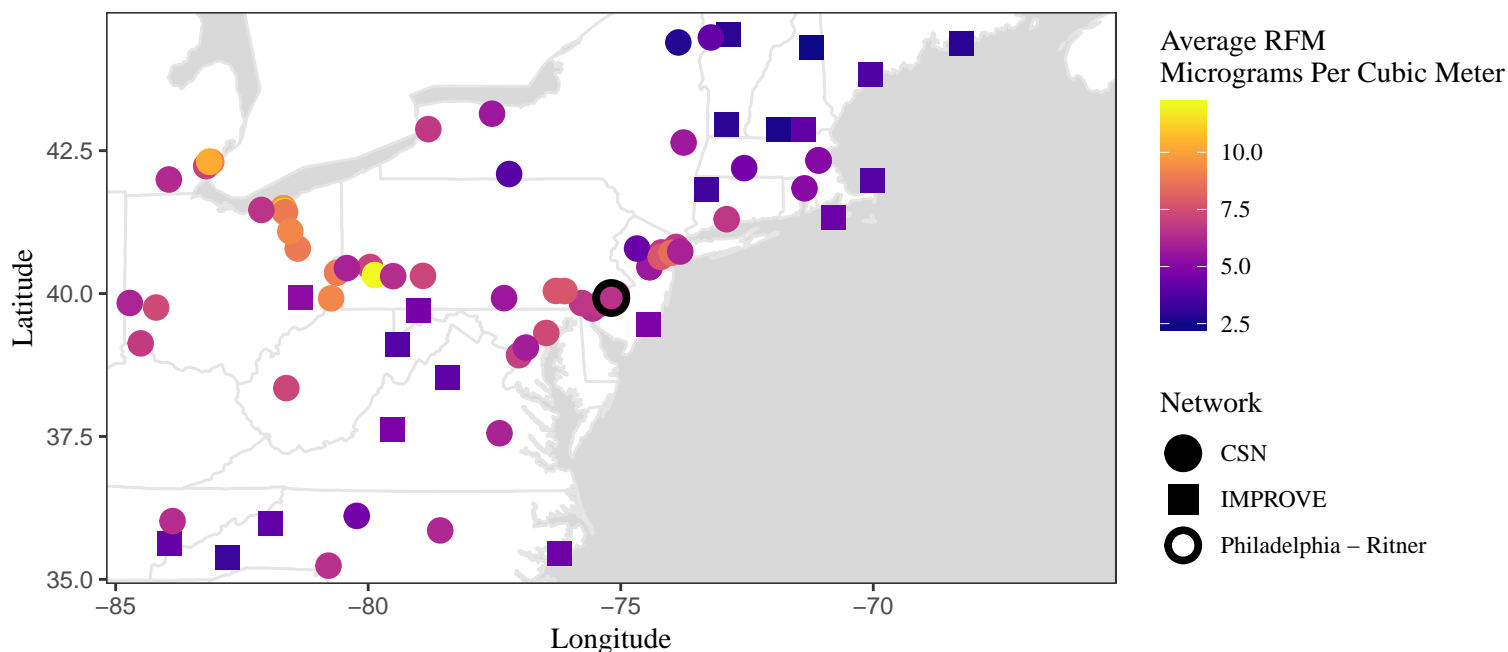 Average RFM
Micrograms Per Cubic Meter
10.0
7.5
5.0
2.5
Network
CSN
IMPROVE
Philadelphia – Ritner
Latitude
42.5
40.0
37.5
35.0
−85
−80
−75
−70
Longitude